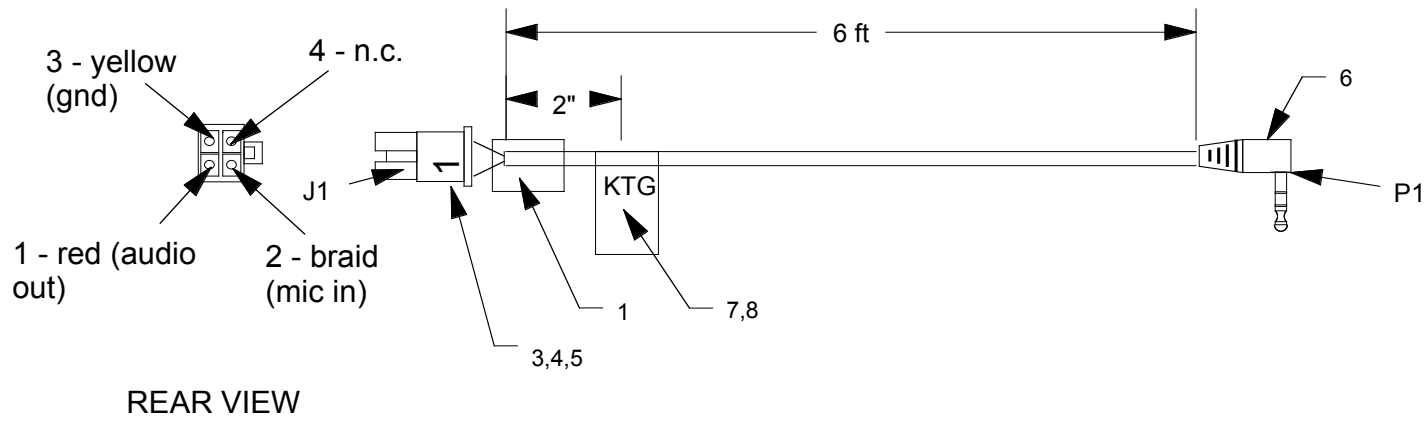 6 ft
3 - yellow
(gnd)
4 - n.c.
2"
6
J1
1
KTG
P1
1 - red (audio
out)
2 - braid
(mic in)
1
7,8
3,4,5
REAR VIEW